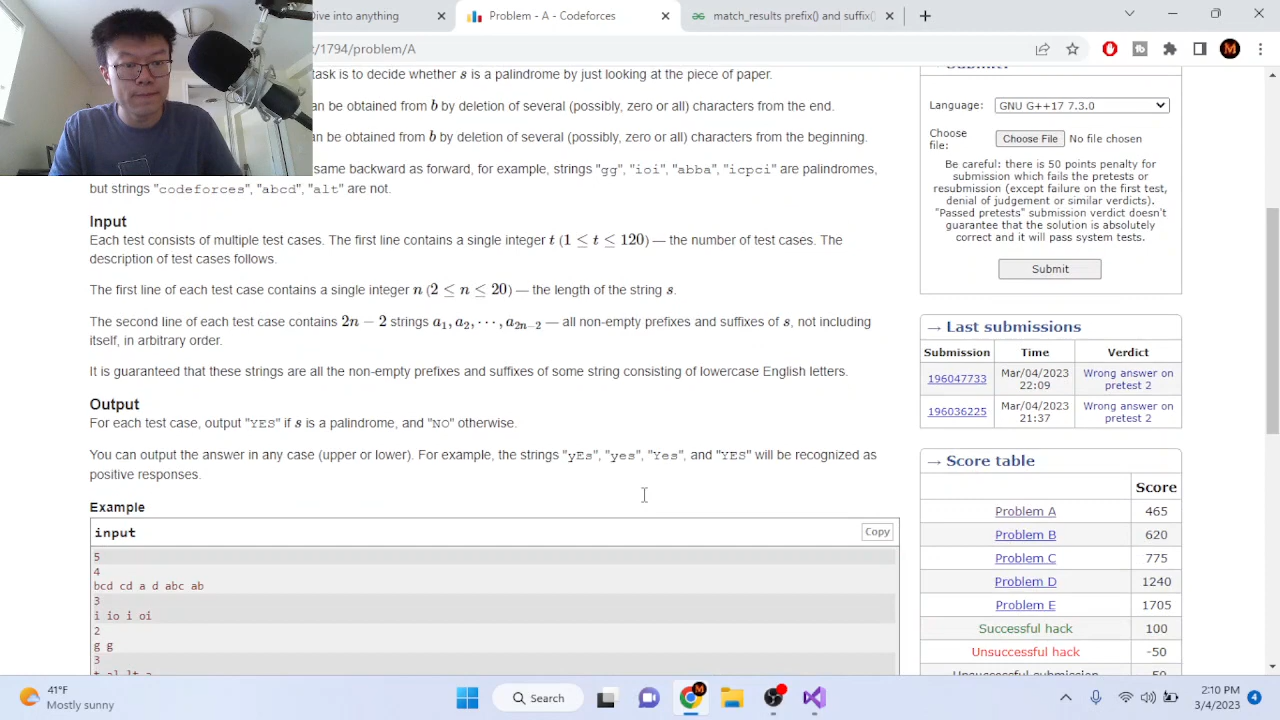 Dive into anything
Problem - A - Codeforces
match_results prefix() and suffix()
/1794/problem/A
task is to decide whether s is a palindrome by just looking at the piece of paper.
an be obtained from b by deletion of several (possibly, zero or all) characters from the end.
an be obtained from b by deletion of several (possibly, zero or all) characters from the beginning.
same backward as forward, for example, strings "gg", "ioi", "abba", "icpci" are palindromes,
but strings "codeforces", "abcd", "alt" are not.
Input
Each test consists of multiple test cases. The first line contains a single integer t (1 ≤ t ≤ 120) — the number of test cases. The
description of test cases follows.
The first line of each test case contains a single integer n (2 ≤ n ≤ 20) — the length of the string s.
The second line of each test case contains 2n − 2 strings a1, a2, ⋯ , a2n−2 — all non-empty prefixes and suffixes of s, not including
itself, in arbitrary order.
It is guaranteed that these strings are all the non-empty prefixes and suffixes of some string consisting of lowercase English letters.
Output
For each test case, output "YES" if s is a palindrome, and "NO" otherwise.
You can output the answer in any case (upper or lower). For example, the strings "yEs", "yes", "Yes", and "YES" will be recognized as
positive responses.
Example
input
Copy
5
4
bcd cd a d abc ab
3
i io i oi
2
g g
3
t al lt a
Submit
Language: GNU G++17 7.3.0
Choose
file: Choose File No file chosen
Be careful: there is 50 points penalty for
submission which fails the pretests or
resubmission (except failure on the first test,
denial of judgement or similar verdicts).
"Passed pretests" submission verdict doesn't
guarantee that the solution is absolutely
correct and it will pass system tests.
Submit
→ Last submissions
Submission Time Verdict
196047733 Mar/04/2023 22:09 Wrong answer on pretest 2
196036225 Mar/04/2023 21:37 Wrong answer on pretest 2
→ Score table
Score
Problem A 465
Problem B 620
Problem C 775
Problem D 1240
Problem E 1705
Successful hack 100
Unsuccessful hack -50
Unsuccessful submission -50
41°F
Mostly sunny
Search
2:10 PM
3/4/2023
4